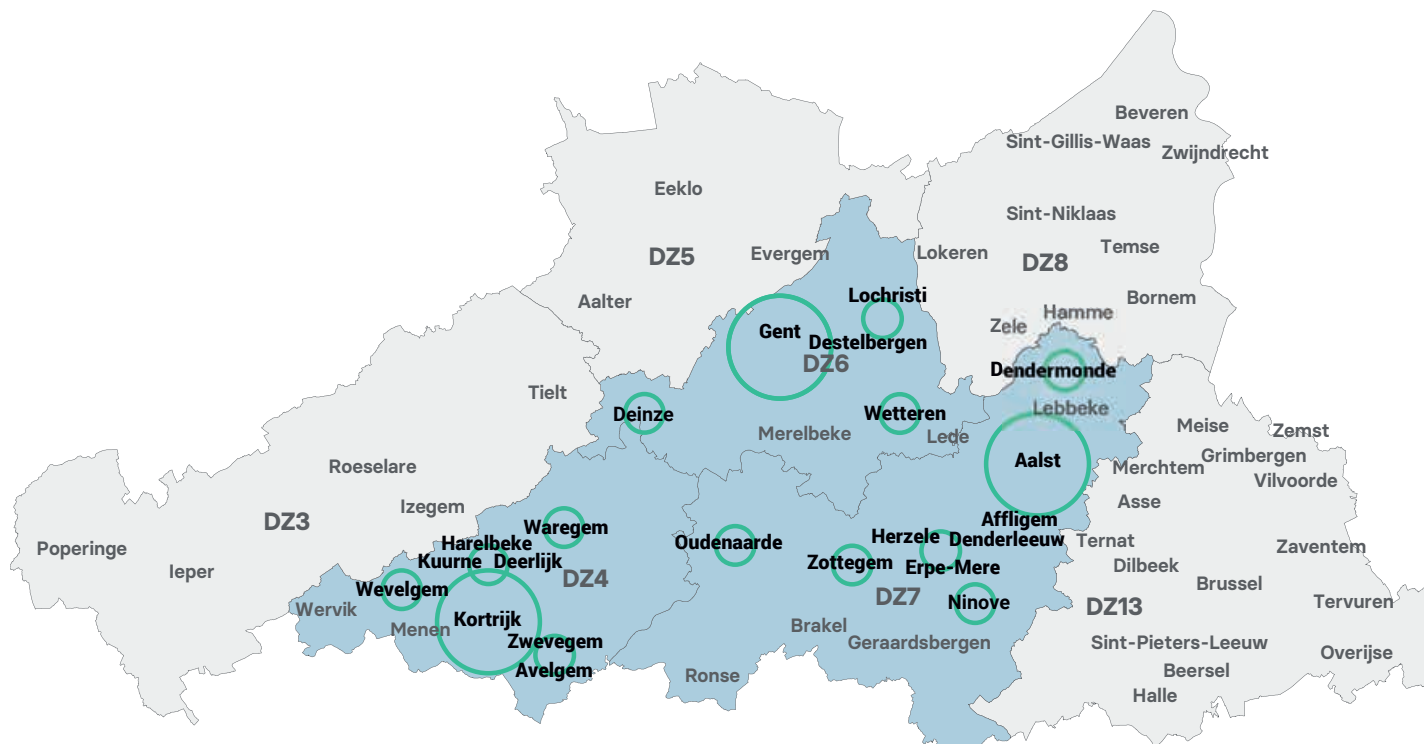 Beveren
Sint-Gillis-Waas
Zwijndrecht
Eeklo
Sint-Niklaas
Temse
Evergem
Lokeren
DZ5
DZ8
Aalter
Lochristi
Bornem
Hamme
Zele
Gent
Destelbergen
DZ6
Dendermonde
Tielt
Deinze
Wetteren
Lebbeke
Merelbeke
Lede
Meise
Zemst
Grimbergen
Roeselare
Aalst
Merchtem
Vilvoorde
Izegem
Asse
DZ3
Affligem
Waregem
Herzele
Denderleeuw
Ternat
Harelbeke
Oudenaarde
Poperinge
Zaventem
Kuurne
Deerlijk
Zottegem
Erpe-Mere
Dilbeek
Ieper
DZ4
Brussel
Wevelgem
DZ7
Ninove
DZ13
Tervuren
Wervik
Kortrijk
Menen
Brakel
Zwevegem
Geraardsbergen
Sint-Pieters-Leeuw
Overijse
Avelgem
Ronse
Beersel
Halle